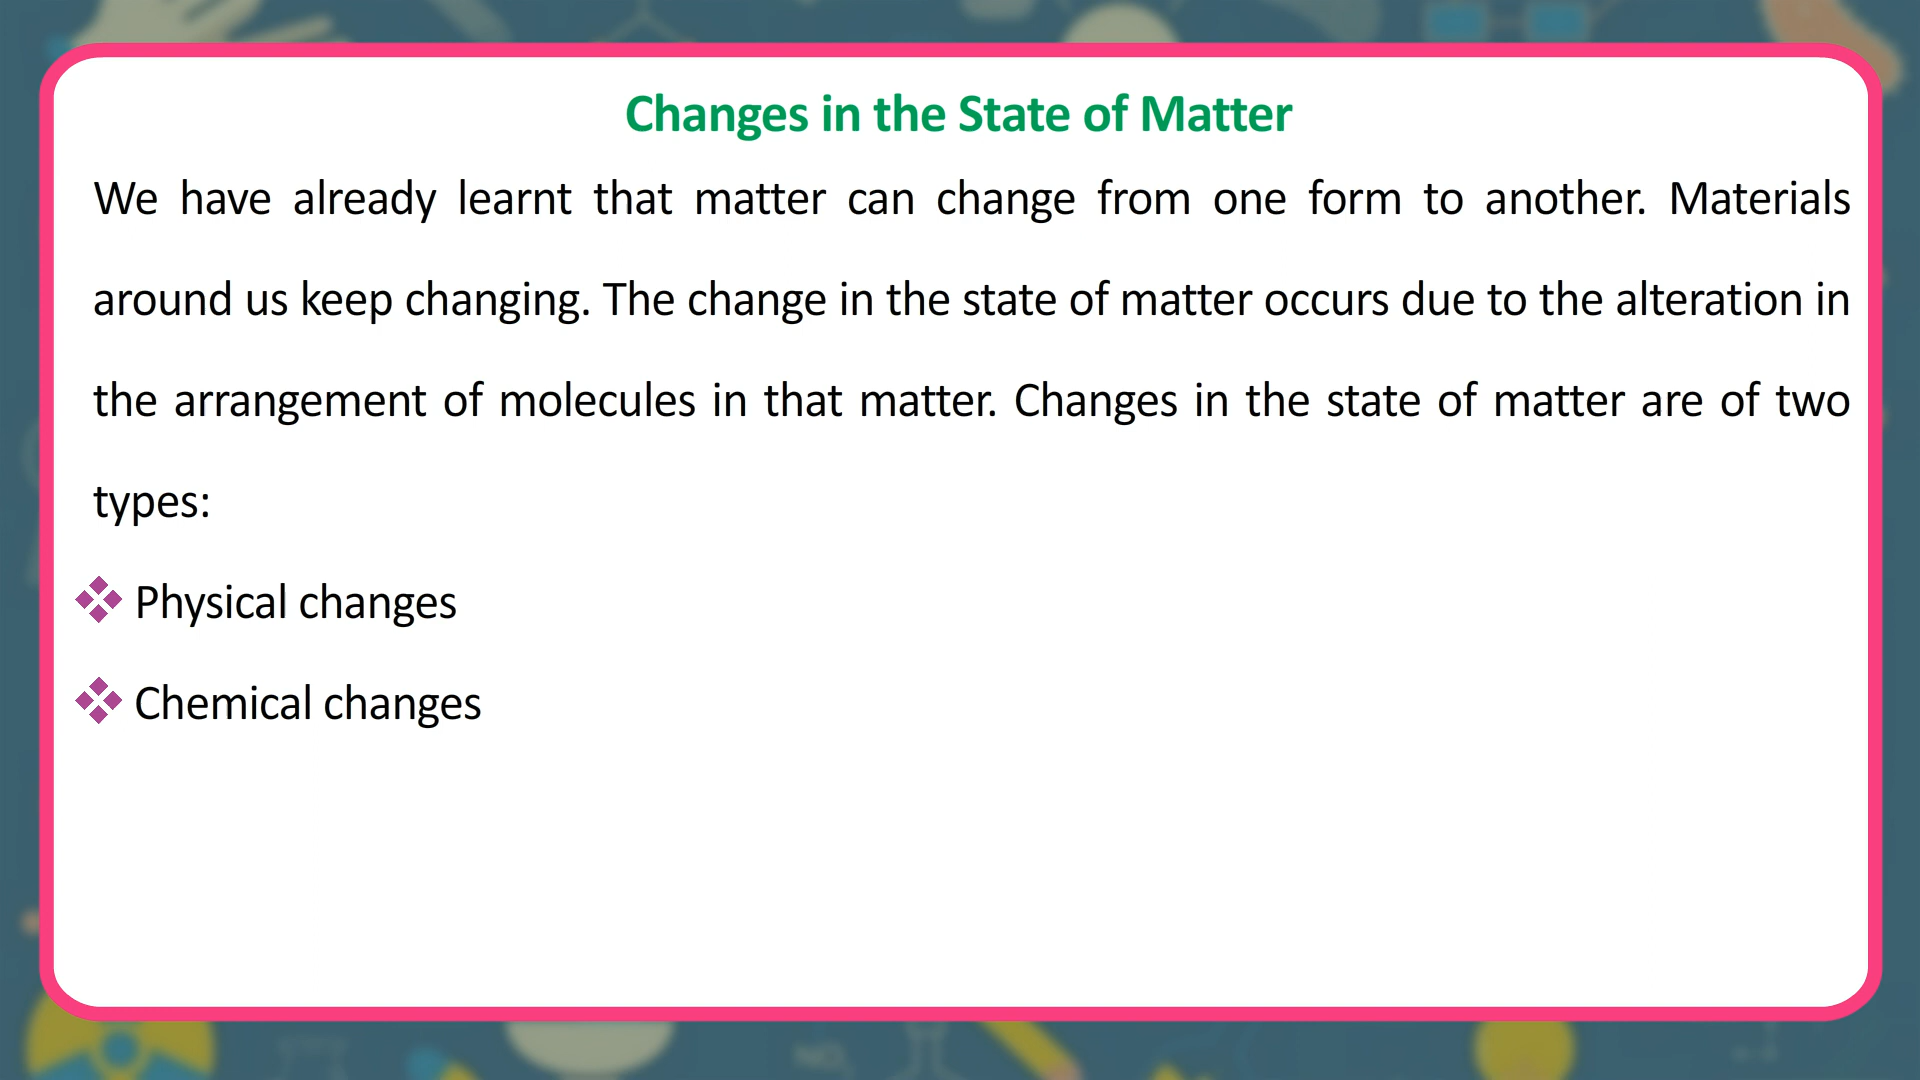 Changes in the State of Matter
We have already learnt that matter can change from one form to another. Materials
around us keep changing. The change in the state of matter occurs due to the alteration in
the arrangement of molecules in that matter. Changes in the state of matter are of two
types:
Physical changes
Chemical changes
NO